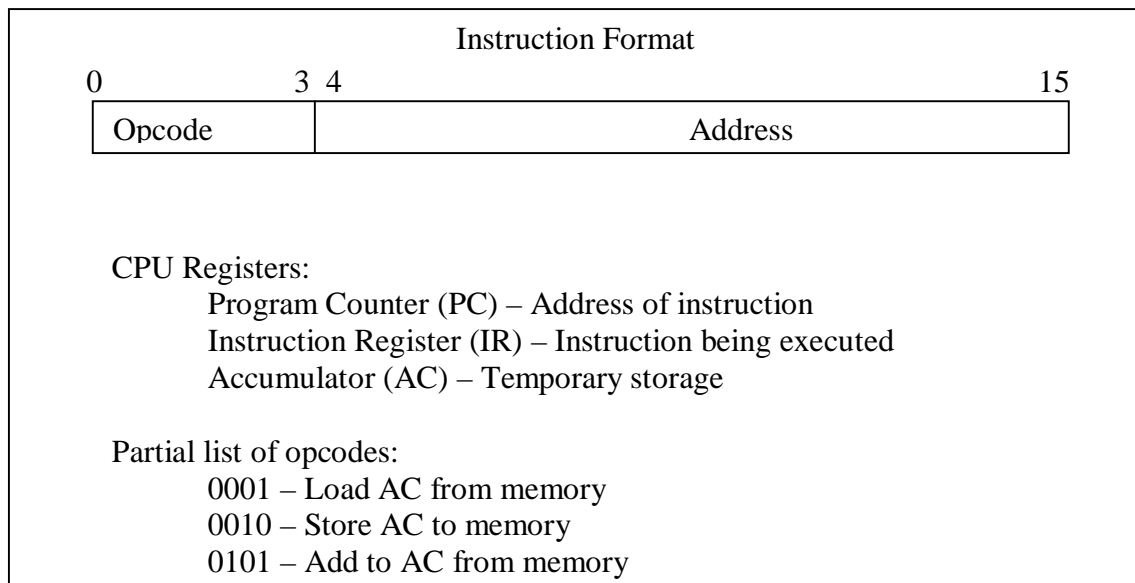 Instruction Format
0 3 4 15
Opcode Address
CPU Registers:
Program Counter (PC) – Address of instruction
Instruction Register (IR) – Instruction being executed
Accumulator (AC) – Temporary storage
Partial list of opcodes:
0001 – Load AC from memory
0010 – Store AC to memory
0101 – Add to AC from memory